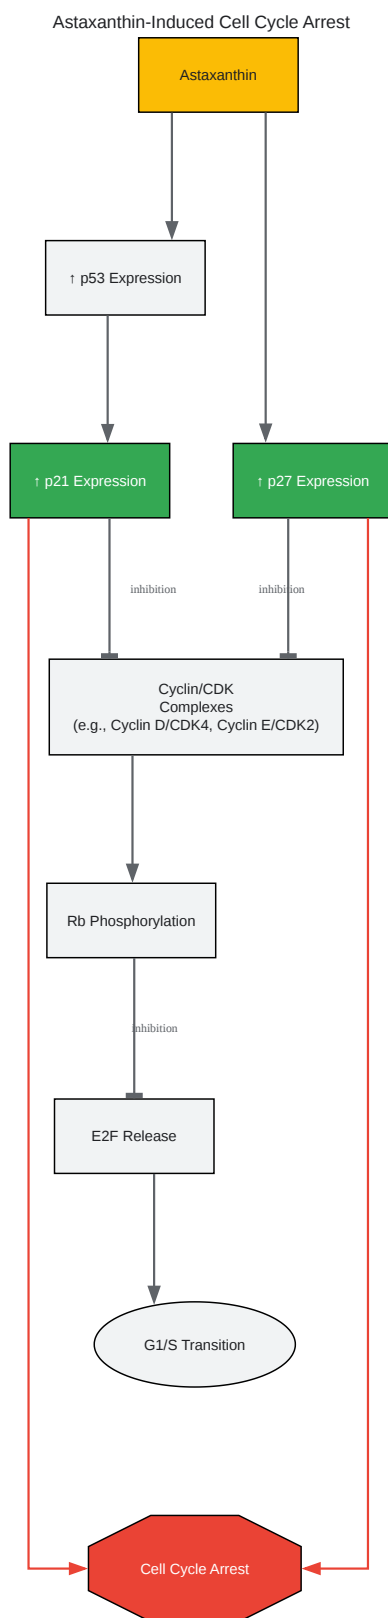 Astaxanthin-Induced Cell Cycle Arrest
Astaxanthin
↑ p53 Expression
↑ p21 Expression
↑ p27 Expression
inhibition
inhibition
Cyclin/CDK
Complexes
(e.g., Cyclin D/CDK4, Cyclin E/CDK2)
Rb Phosphorylation
inhibition
E2F Release
G1/S Transition
Cell Cycle Arrest